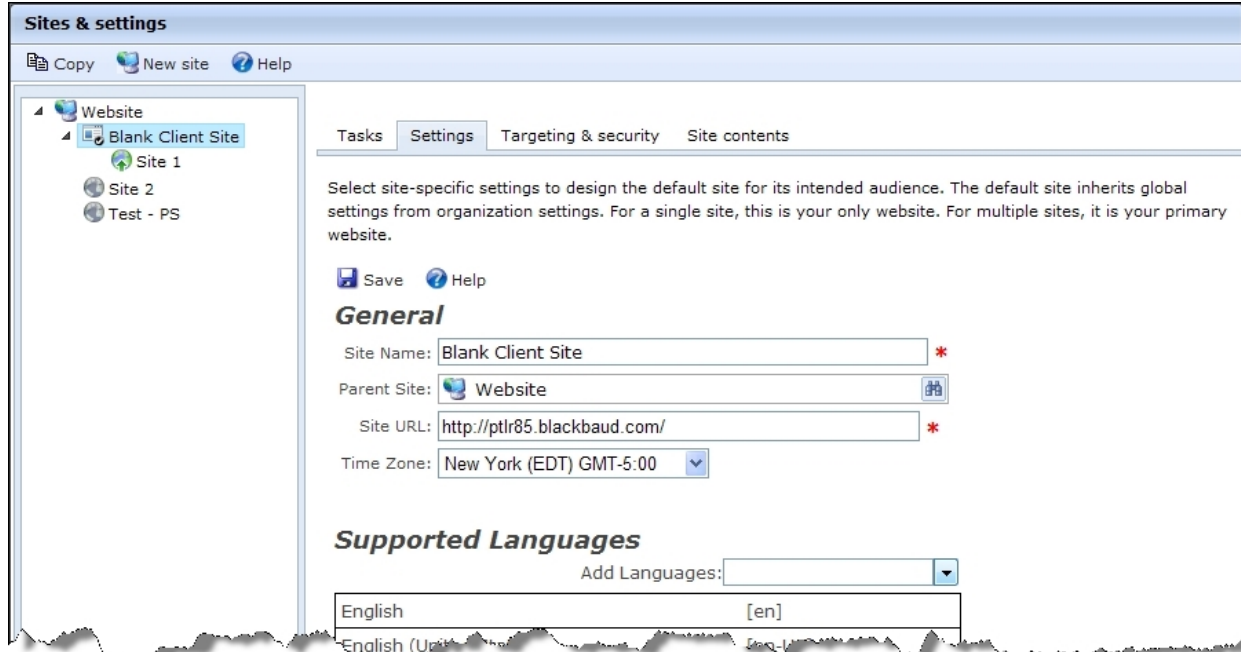 Sites & settings
Copy New site Help
Website
Blank Client Site
Site 1
Site 2
Test - PS
Tasks Settings Targeting & security Site contents
Select site-specific settings to design the default site for its intended audience. The default site inherits global
settings from organization settings. For a single site, this is your only website. For multiple sites, it is your primary
website.
Save Help
General
Site Name: Blank Client Site *
Parent Site: Website
Site URL: http://ptlr85.blackbaud.com/ *
Time Zone: New York (EDT) GMT-5:00
Supported Languages
Add Languages:
English [en]
English